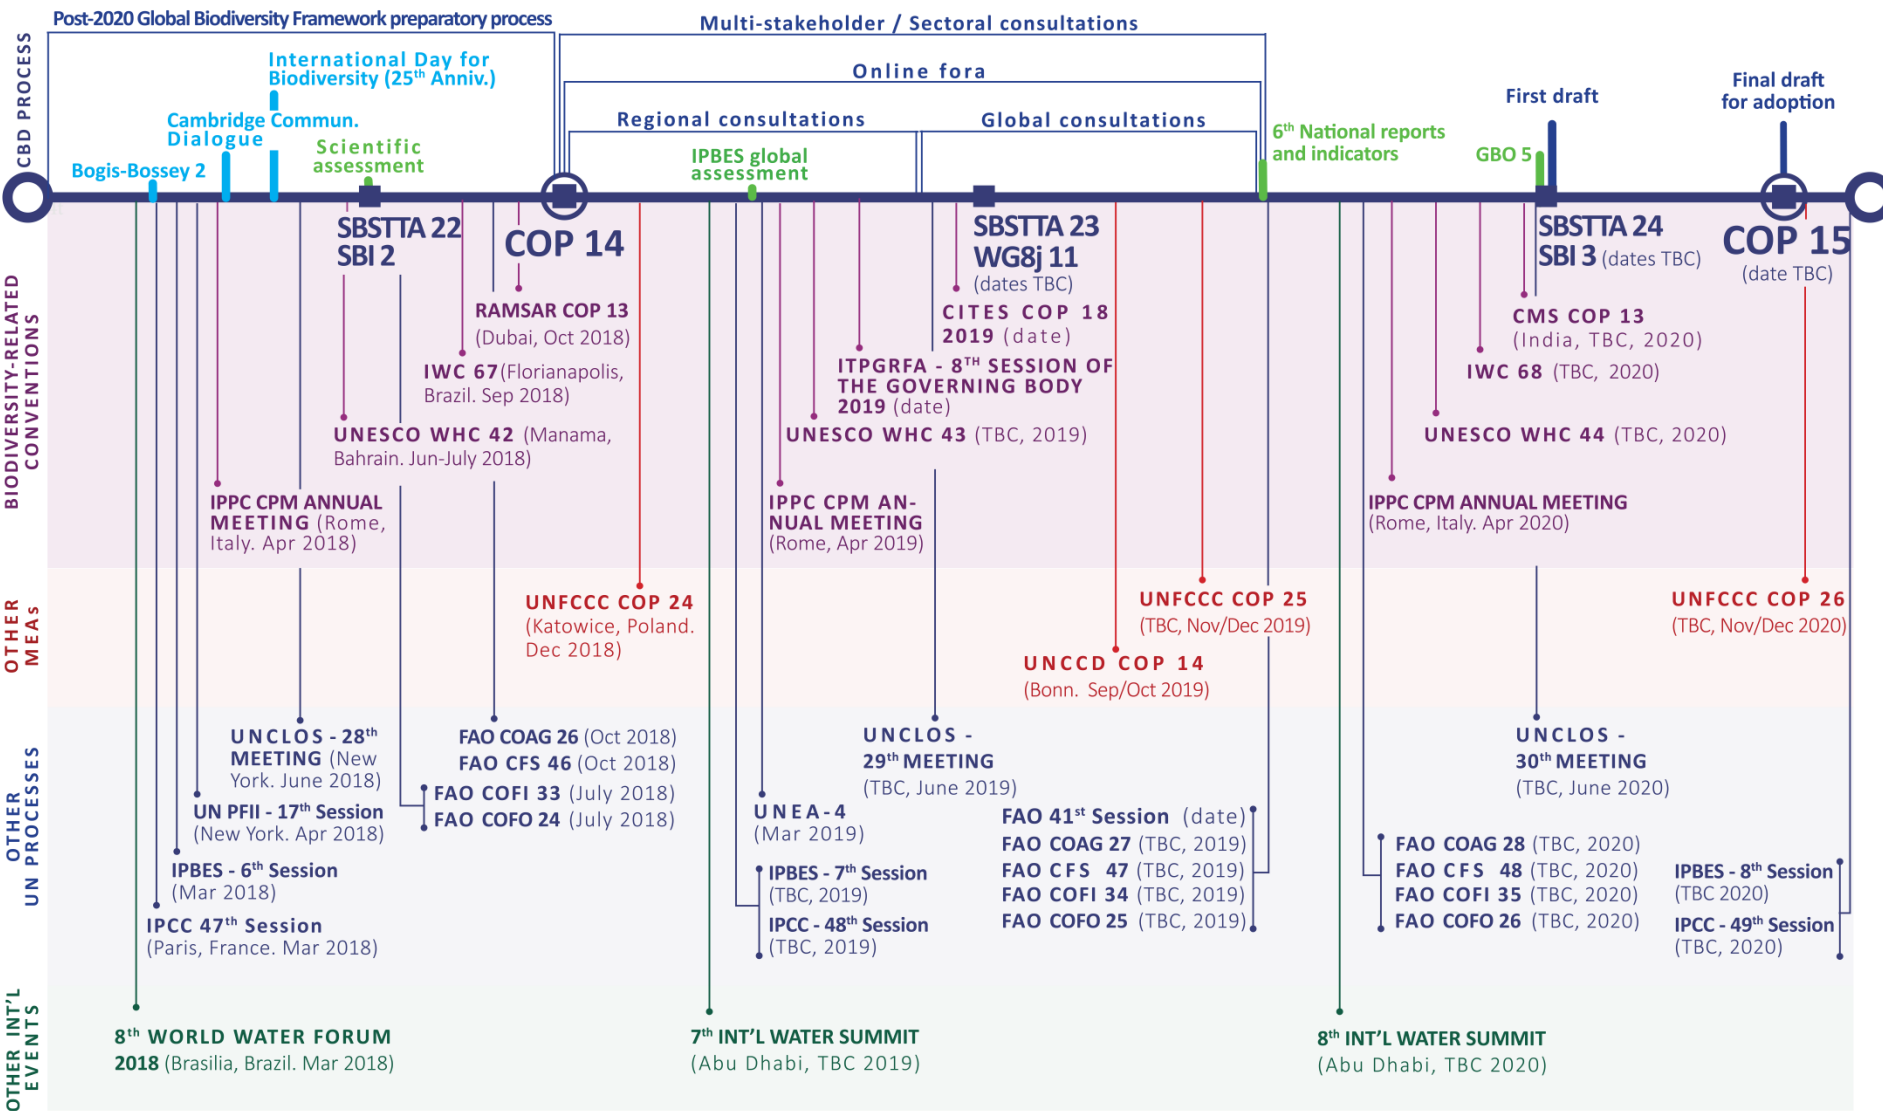 Post-2020 Global Biodiversity Framework preparatory process
Multi-stakeholder / Sectoral consultations
Online fora
Regional consultations
Global consultations
CBD PROCESS
International Day for
Biodiversity (25th Anniv.)
Cambridge Commun.
Dialogue
Bogis-Bossey 2
Scientific
assessment
IPBES global
assessment
6th National reports
and indicators
GBO 5
First draft
Final draft
for adoption
SBSTTA 22
SBI 2
COP 14
SBSTTA 23
WG8j 11
(dates TBC)
SBSTTA 24
SBI 3 (dates TBC)
COP 15
(date TBC)
BIODIVERSITY-RELATED
CONVENTIONS
RAMSAR COP 13
(Dubai, Oct 2018)
IWC 67 (Florianapolis,
Brazil. Sep 2018)
UNESCO WHC 42 (Manama,
Bahrain. Jun-July 2018)
IPPC CPM ANNUAL
MEETING (Rome,
Italy. Apr 2018)
CITES COP 18
2019 (date)
ITPGRFA - 8TH SESSION OF
THE GOVERNING BODY
2019 (date)
UNESCO WHC 43 (TBC, 2019)
IPPC CPM AN-
NUAL MEETING
(Rome, Apr 2019)
CMS COP 13
(India, TBC, 2020)
IWC 68 (TBC, 2020)
UNESCO WHC 44 (TBC, 2020)
IPPC CPM ANNUAL MEETING
(Rome, Italy. Apr 2020)
OTHER
MEAs
UNFCCC COP 24
(Katowice, Poland.
Dec 2018)
UNFCCC COP 25
(TBC, Nov/Dec 2019)
UNCCD COP 14
(Bonn. Sep/Oct 2019)
UNFCCC COP 26
(TBC, Nov/Dec 2020)
OTHER
UN PROCESSES
UNCLOS - 28th
MEETING (New
York. June 2018)
UN PFII - 17th Session
(New York. Apr 2018)
IPBES - 6th Session
(Mar 2018)
IPCC 47th Session
(Paris, France. Mar 2018)
FAO COAG 26 (Oct 2018)
FAO CFS 46 (Oct 2018)
FAO COFI 33 (July 2018)
FAO COFO 24 (July 2018)
UNEA-4
(Mar 2019)
IPBES - 7th Session
(TBC, 2019)
IPCC - 48th Session
(TBC, 2019)
UNCLOS -
29th MEETING
(TBC, June 2019)
FAO 41st Session (date)
FAO COAG 27 (TBC, 2019)
FAO CFS 47 (TBC, 2019)
FAO COFI 34 (TBC, 2019)
FAO COFO 25 (TBC, 2019)
UNCLOS -
30th MEETING
(TBC, June 2020)
FAO COAG 28 (TBC, 2020)
FAO CFS 48 (TBC, 2020)
FAO COFI 35 (TBC, 2020)
FAO COFO 26 (TBC, 2020)
IPBES - 8th Session
(TBC 2020)
IPCC - 49th Session
(TBC, 2020)
OTHER INT'L
EVENTS
8th WORLD WATER FORUM
2018 (Brasilia, Brazil. Mar 2018)
7th INT'L WATER SUMMIT
(Abu Dhabi, TBC 2019)
8th INT'L WATER SUMMIT
(Abu Dhabi, TBC 2020)